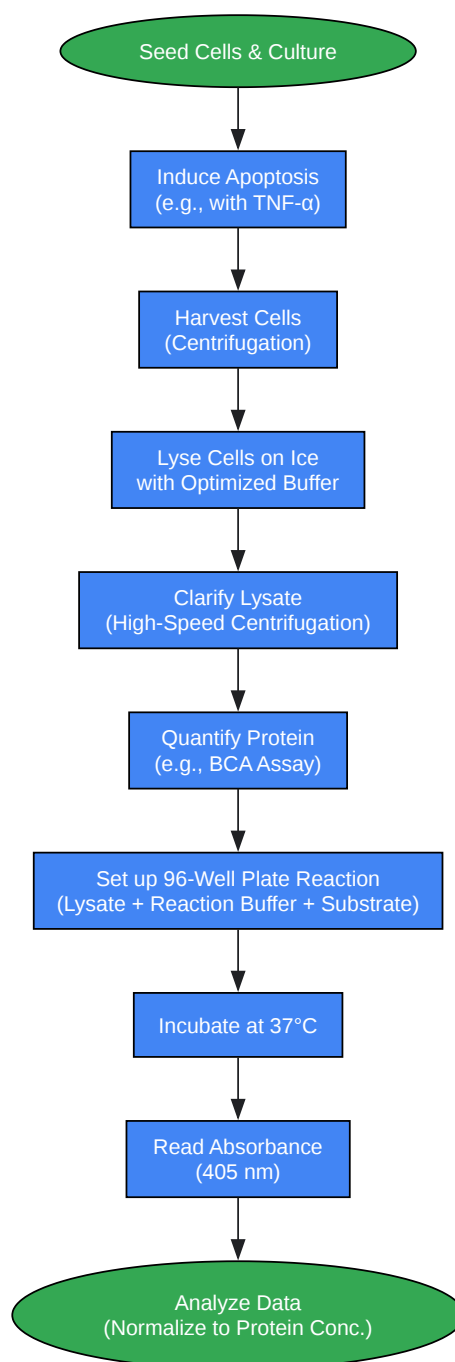 Seed Cells & Culture
Induce Apoptosis
(e.g., with TNF-α)
Harvest Cells
(Centrifugation)
Lyse Cells on Ice
with Optimized Buffer
Clarify Lysate
(High-Speed Centrifugation)
Quantify Protein
(e.g., BCA Assay)
Set up 96-Well Plate Reaction
(Lysate + Reaction Buffer + Substrate)
Incubate at 37°C
Read Absorbance
(405 nm)
Analyze Data
(Normalize to Protein Conc.)